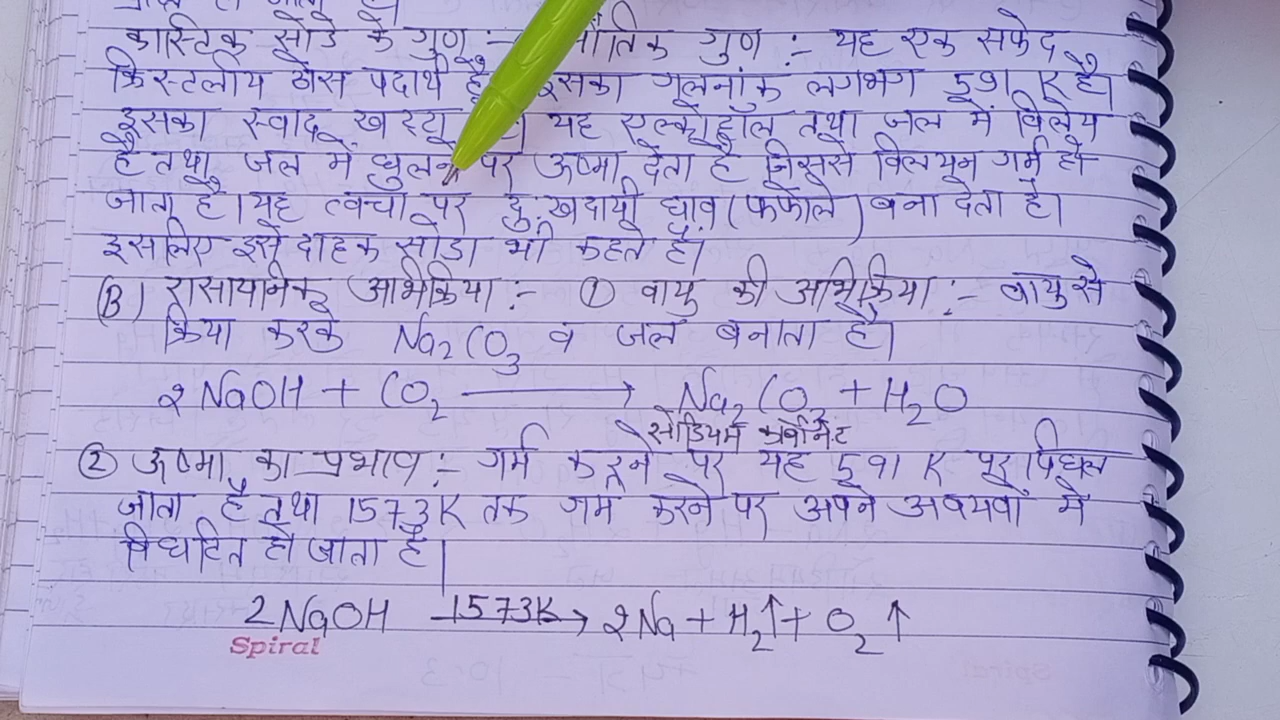 कास्टिक सोडे के गुण :- भौतिक गुण :- यह एक सफेद
क्रिस्टलीय ठोस पदार्थ है इसका गलनांक लगभग 591 K है।
इसका स्वाद यह एल्कोहॉल तथा जल में विलेय
है तथा जल में घुलने पर ऊष्मा देता है जिससे विलयन गर्म हो
जाता है। यह त्वचा पर दु:खदायी घाव (फफोले) बना देता है।
इसलिए इसे दाहक सोडा भी कहते हैं।
(B) रासायनिक अभिक्रिया :- ① वायु की अभिक्रिया :- वायु से
क्रिया करके Na₂CO₃ व जल बनाता है।
2NaOH + CO₂ ⟶ Na₂CO₃ + H₂O
सोडियम कार्बोनेट
② ऊष्मा का प्रभाव :- गर्म करने पर यह 591 K पर पिघल
जाता है तथा 1573K तक गर्म करने पर अपने अवयवों में
विघटित हो जाता है।
2NaOH —1573K→ 2Na + H₂↑ + O₂↑
Spiral